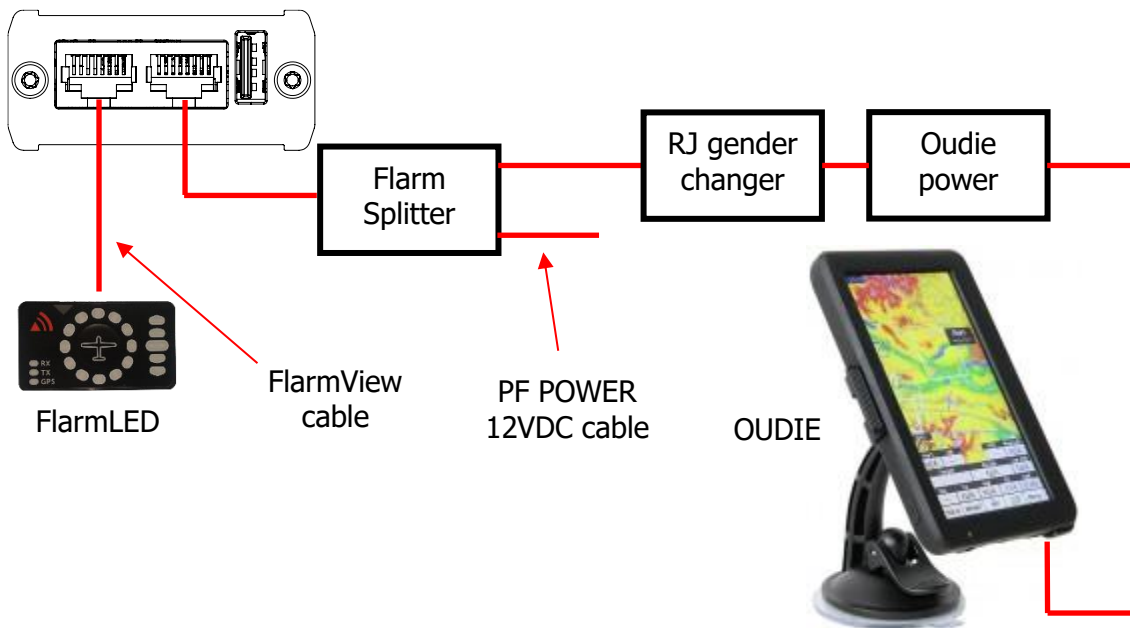 RJ gender
changer
Oudie
power
Flarm
Splitter
RX
TX
GPS
FlarmLED
FlarmView
cable
PF POWER
12VDC cable
OUDIE